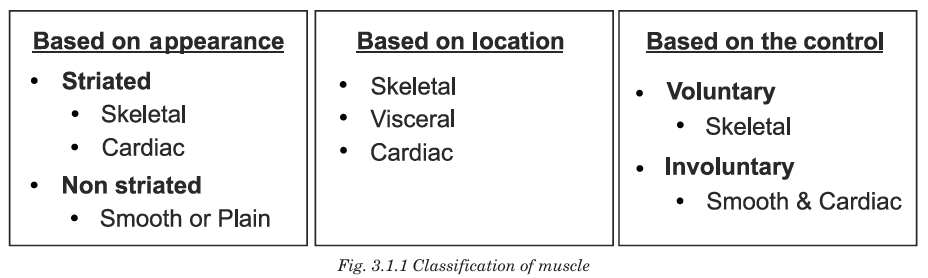 Based on appearance
• Striated
• Skeletal
• Cardiac
• Non striated
• Smooth or Plain
Based on location
• Skeletal
• Visceral
• Cardiac
Based on the control
• Voluntary
• Skeletal
• Involuntary
• Smooth & Cardiac
Fig. 3.1.1 Classification of muscle